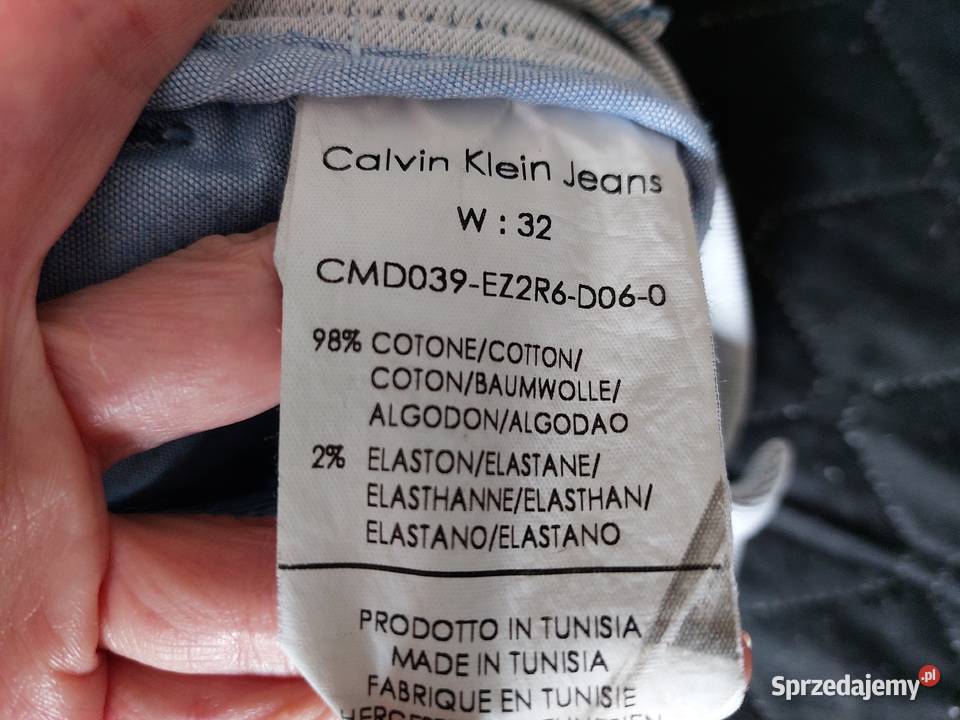 Calvin Klein Jeans
W : 32
CMD039-EZ2R6-D06-0
98% COTONE/COTTON/
COTON/BAUMWOLLE/
ALGODON/ALGODAO
2% ELASTON/ELASTANE/
ELASTHANNE/ELASTHAN/
ELASTANO/ELASTANO
PRODOTTO IN TUNISIA
MADE IN TUNISIA
FABRIQUE EN TUNISIE
Sprzedajemy.pl